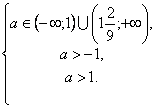 a∈(−∞;1)∪(1 2/9;+∞),
a > −1,
a > 1.